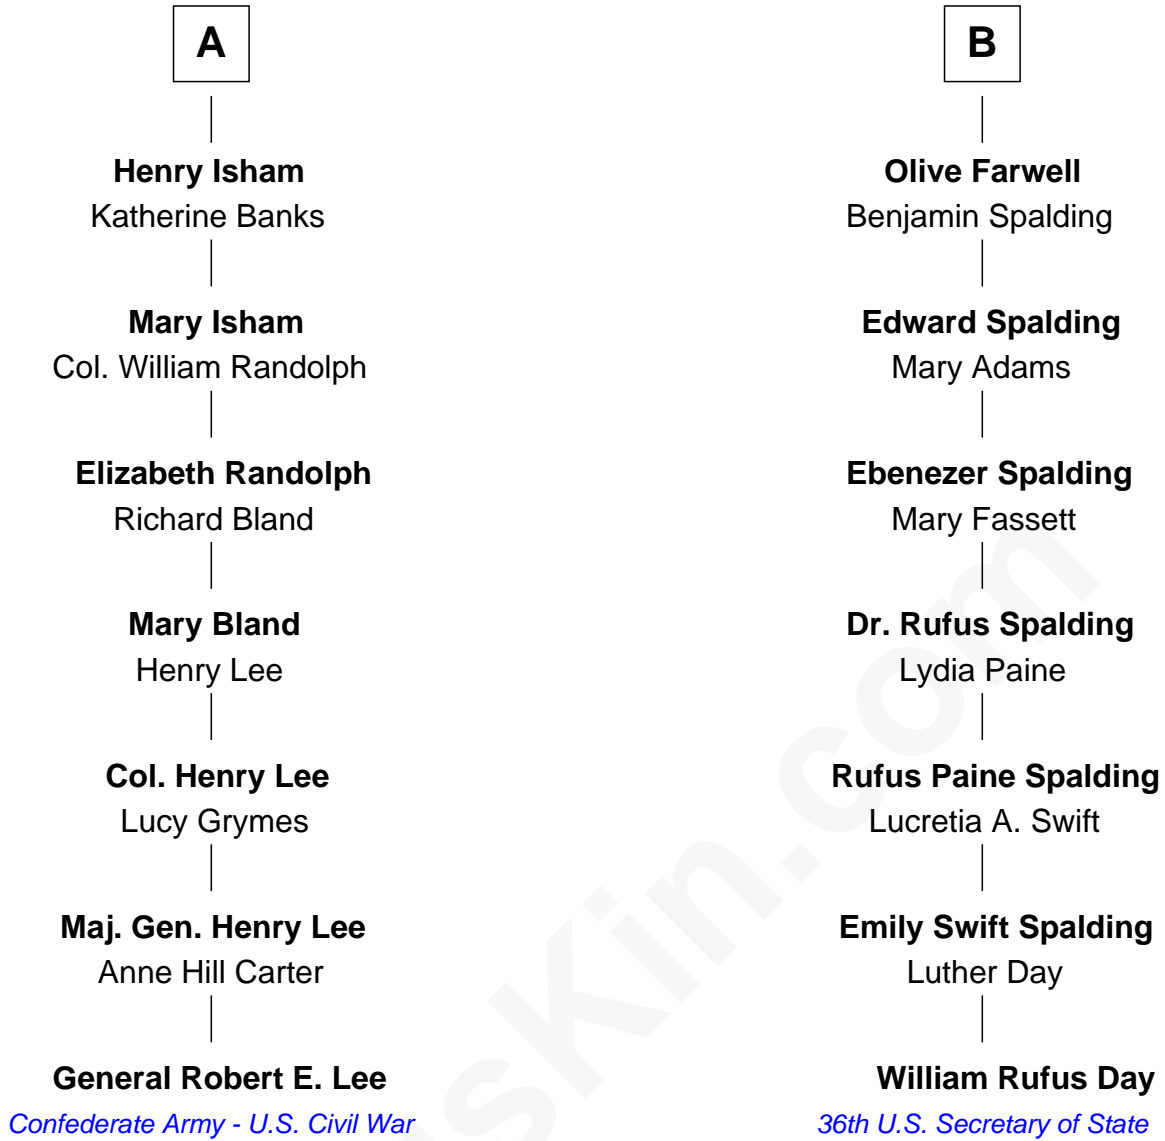 A
B
Henry Isham
Katherine Banks
Olive Farwell
Benjamin Spalding
Mary Isham
Col. William Randolph
Edward Spalding
Mary Adams
Elizabeth Randolph
Richard Bland
Ebenezer Spalding
Mary Fassett
Mary Bland
Henry Lee
Dr. Rufus Spalding
Lydia Paine
Col. Henry Lee
Lucy Grymes
Rufus Paine Spalding
Lucretia A. Swift
Maj. Gen. Henry Lee
Anne Hill Carter
Emily Swift Spalding
Luther Day
General Robert E. Lee
Confederate Army - U.S. Civil War
William Rufus Day
36th U.S. Secretary of State